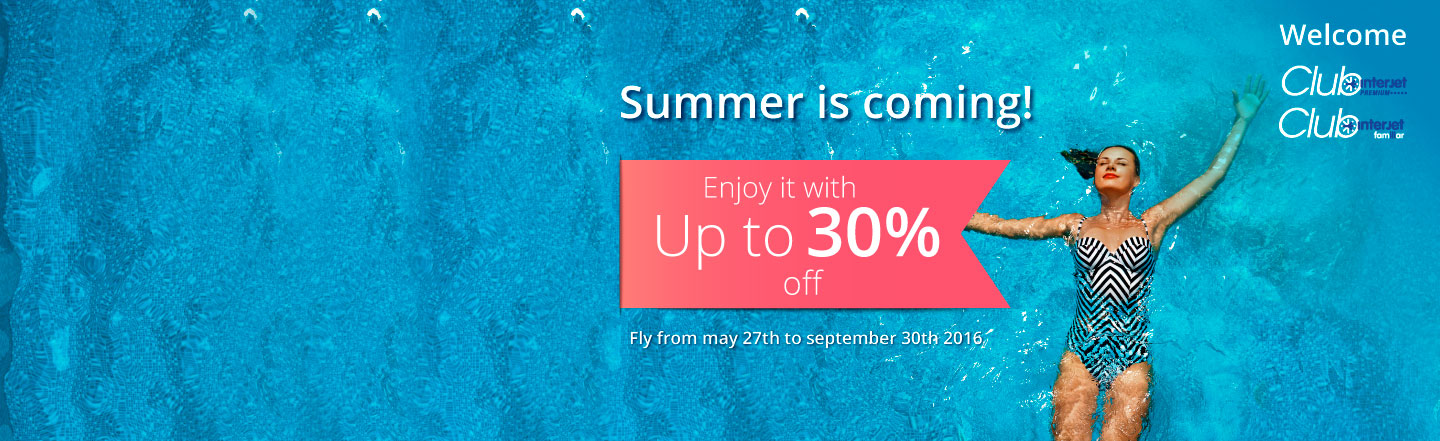 Welcome
Club interjet
PREMIUM
Club interjet
familiar
Summer is coming!
Enjoy it with
Up to 30%
off
Fly from may 27th to september 30th 2016